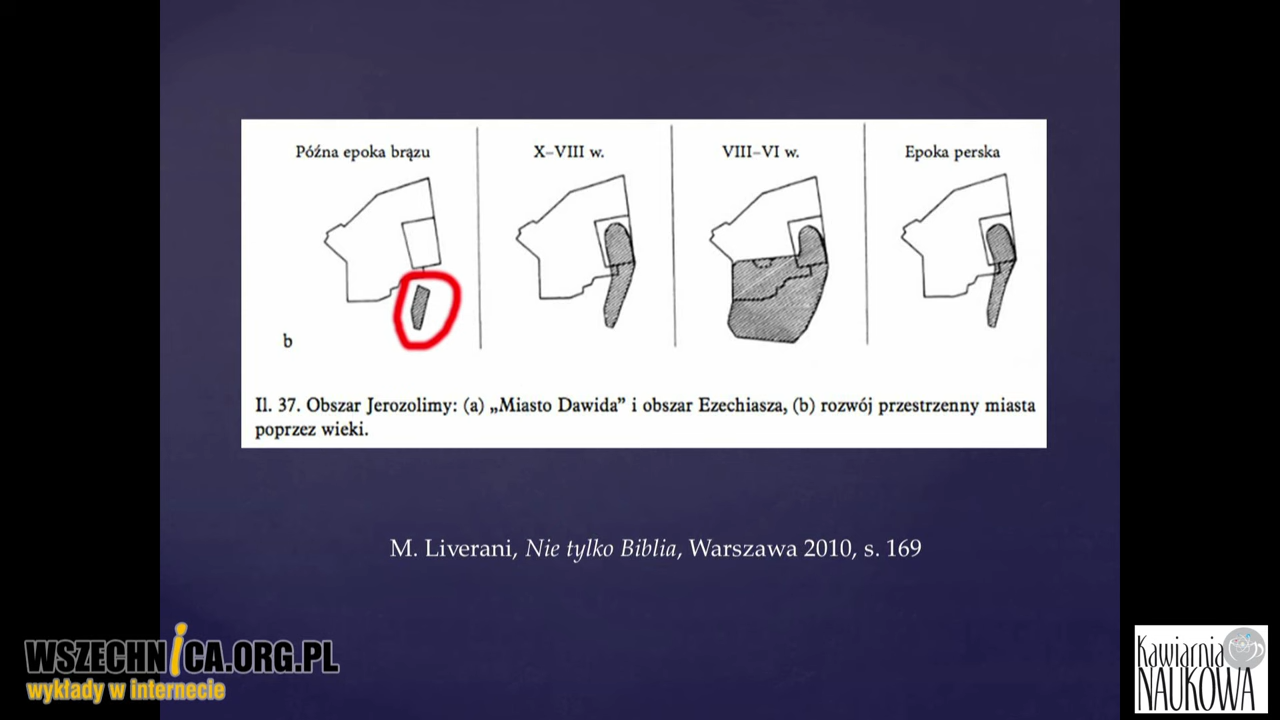 Późna epoka brązu
X–VIII w.
VIII–VI w.
Epoka perska
b
Il. 37. Obszar Jerozolimy: (a) „Miasto Dawida” i obszar Ezechiasza, (b) rozwój przestrzenny miasta
poprzez wieki.
M. Liverani, Nie tylko Biblia, Warszawa 2010, s. 169
WSZECHNiCA.ORG.PL
wykłady w internecie
Kawiarnia
NAUKOWA